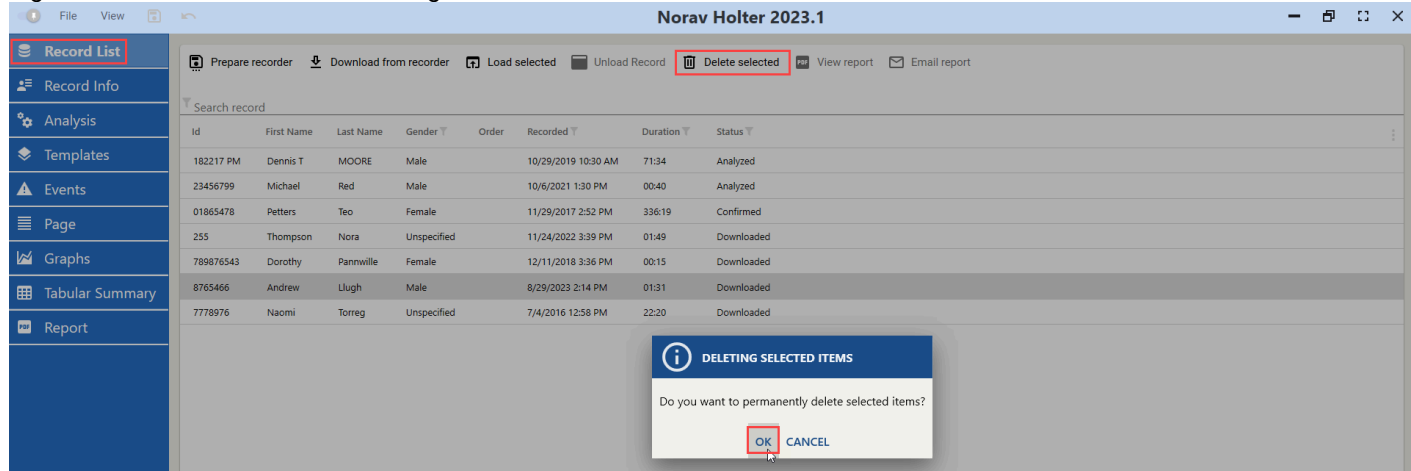 File View Norav Holter 2023.1
Record List
Record Info
Analysis
Templates
Events
Page
Graphs
Tabular Summary
PDF Report
Prepare recorder Download from recorder Load selected Unload Record Delete selected PDF View report Email report
Search record
Id First Name Last Name Gender Order Recorded Duration Status
182217 PM Dennis T MOORE Male 10/29/2019 10:30 AM 71:34 Analyzed
23456799 Michael Red Male 10/6/2021 1:30 PM 00:40 Analyzed
01865478 Petters Teo Female 11/29/2017 2:52 PM 336:19 Confirmed
255 Thompson Nora Unspecified 11/24/2022 3:39 PM 01:49 Downloaded
789876543 Dorothy Pannwille Female 12/11/2018 3:36 PM 00:15 Downloaded
8765466 Andrew Llugh Male 8/29/2023 2:14 PM 01:31 Downloaded
7778976 Naomi Torreg Unspecified 7/4/2016 12:58 PM 22:20 Downloaded
DELETING SELECTED ITEMS
Do you want to permanently delete selected items?
OK CANCEL